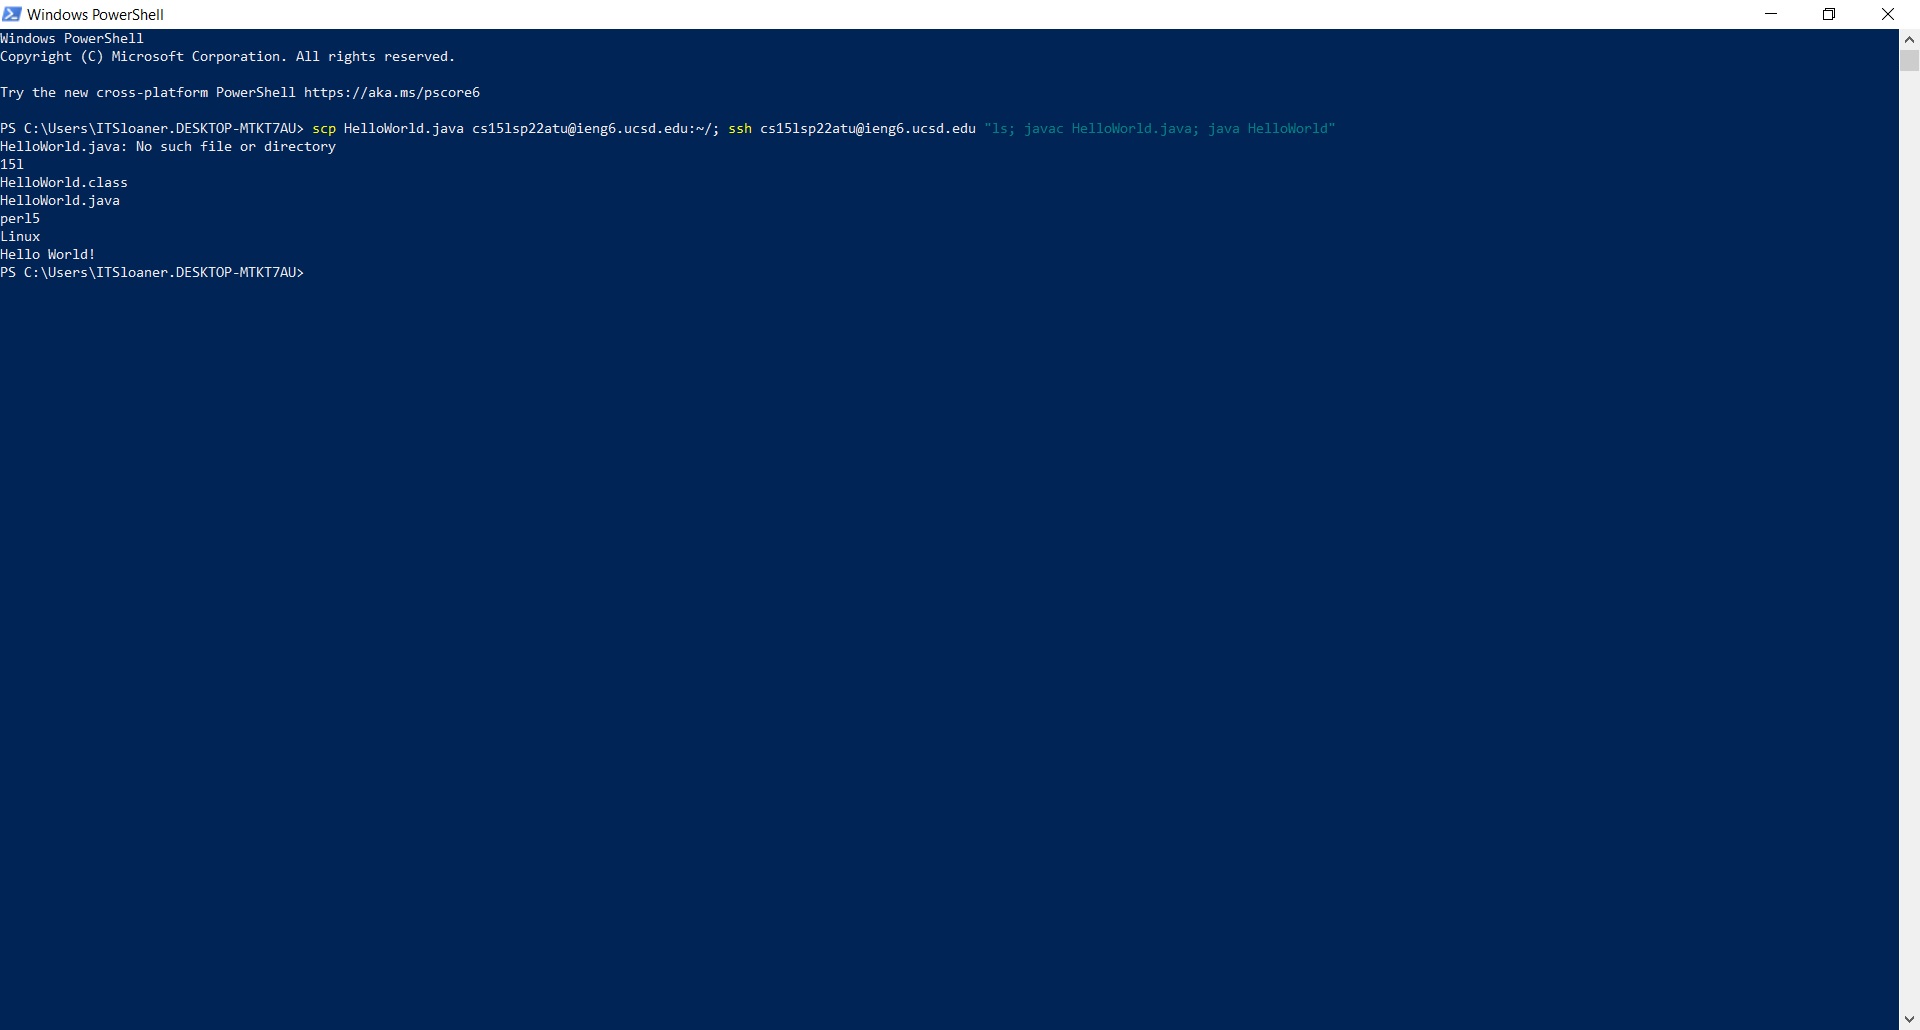 Windows PowerShell
Windows PowerShell
Copyright (C) Microsoft Corporation. All rights reserved.
Try the new cross-platform PowerShell https://aka.ms/pscore6
PS C:\Users\ITSloaner.DESKTOP-MTKT7AU> scp HelloWorld.java cs15lsp22atu@ieng6.ucsd.edu:~/; ssh cs15lsp22atu@ieng6.ucsd.edu "ls; javac HelloWorld.java; java HelloWorld"
HelloWorld.java: No such file or directory
15l
HelloWorld.class
HelloWorld.java
perl5
Linux
Hello World!
PS C:\Users\ITSloaner.DESKTOP-MTKT7AU>